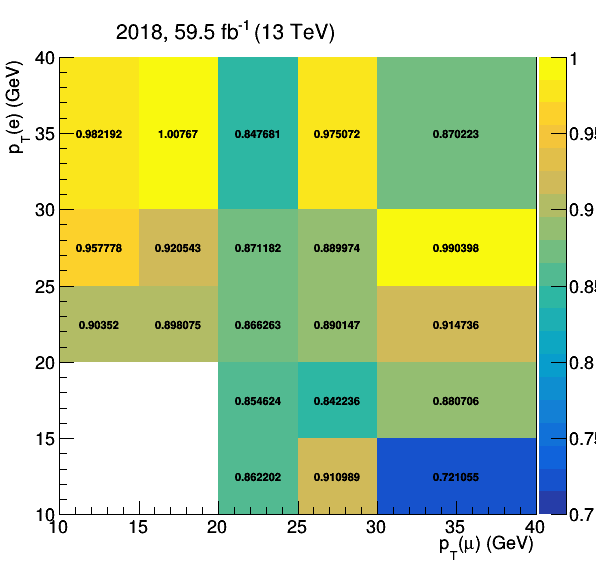 2018, 59.5 fb⁻¹ (13 TeV)
p_T(e) (GeV)
40
35
30
25
20
15
10
0.982192 1.00767 0.847681 0.975072 0.870223
0.957778 0.920543 0.871182 0.889974 0.990398
0.90352 0.898075 0.866263 0.890147 0.914736
0.854624 0.842236 0.880706
0.862202 0.910989 0.721055
10 15 20 25 30 35 40
p_T(μ) (GeV)
1
0.95
0.9
0.85
0.8
0.75
0.7